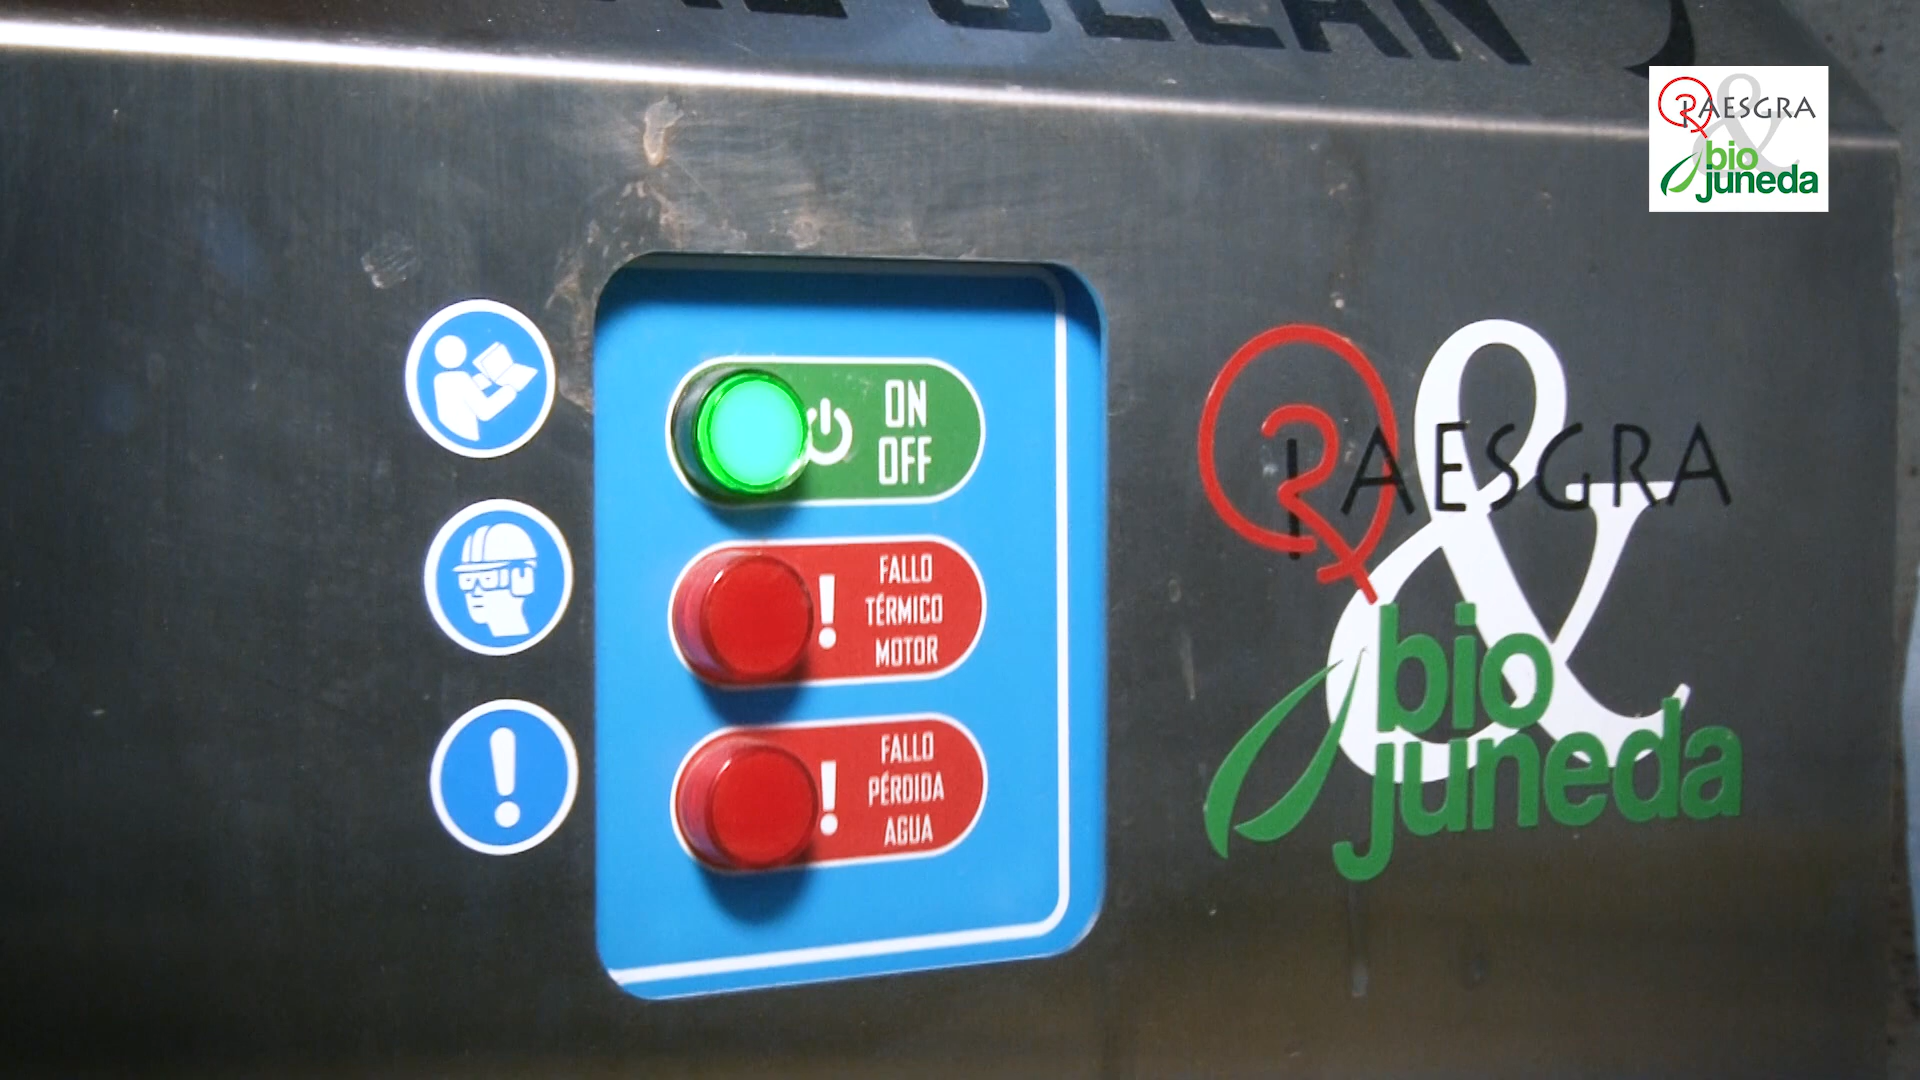 RAESGRA
&
bio
juneda
ON
OFF
!
FALLO
TÉRMICO
MOTOR
!
FALLO
PÉRDIDA
AGUA
!
RAESGRA
&
bio
juneda